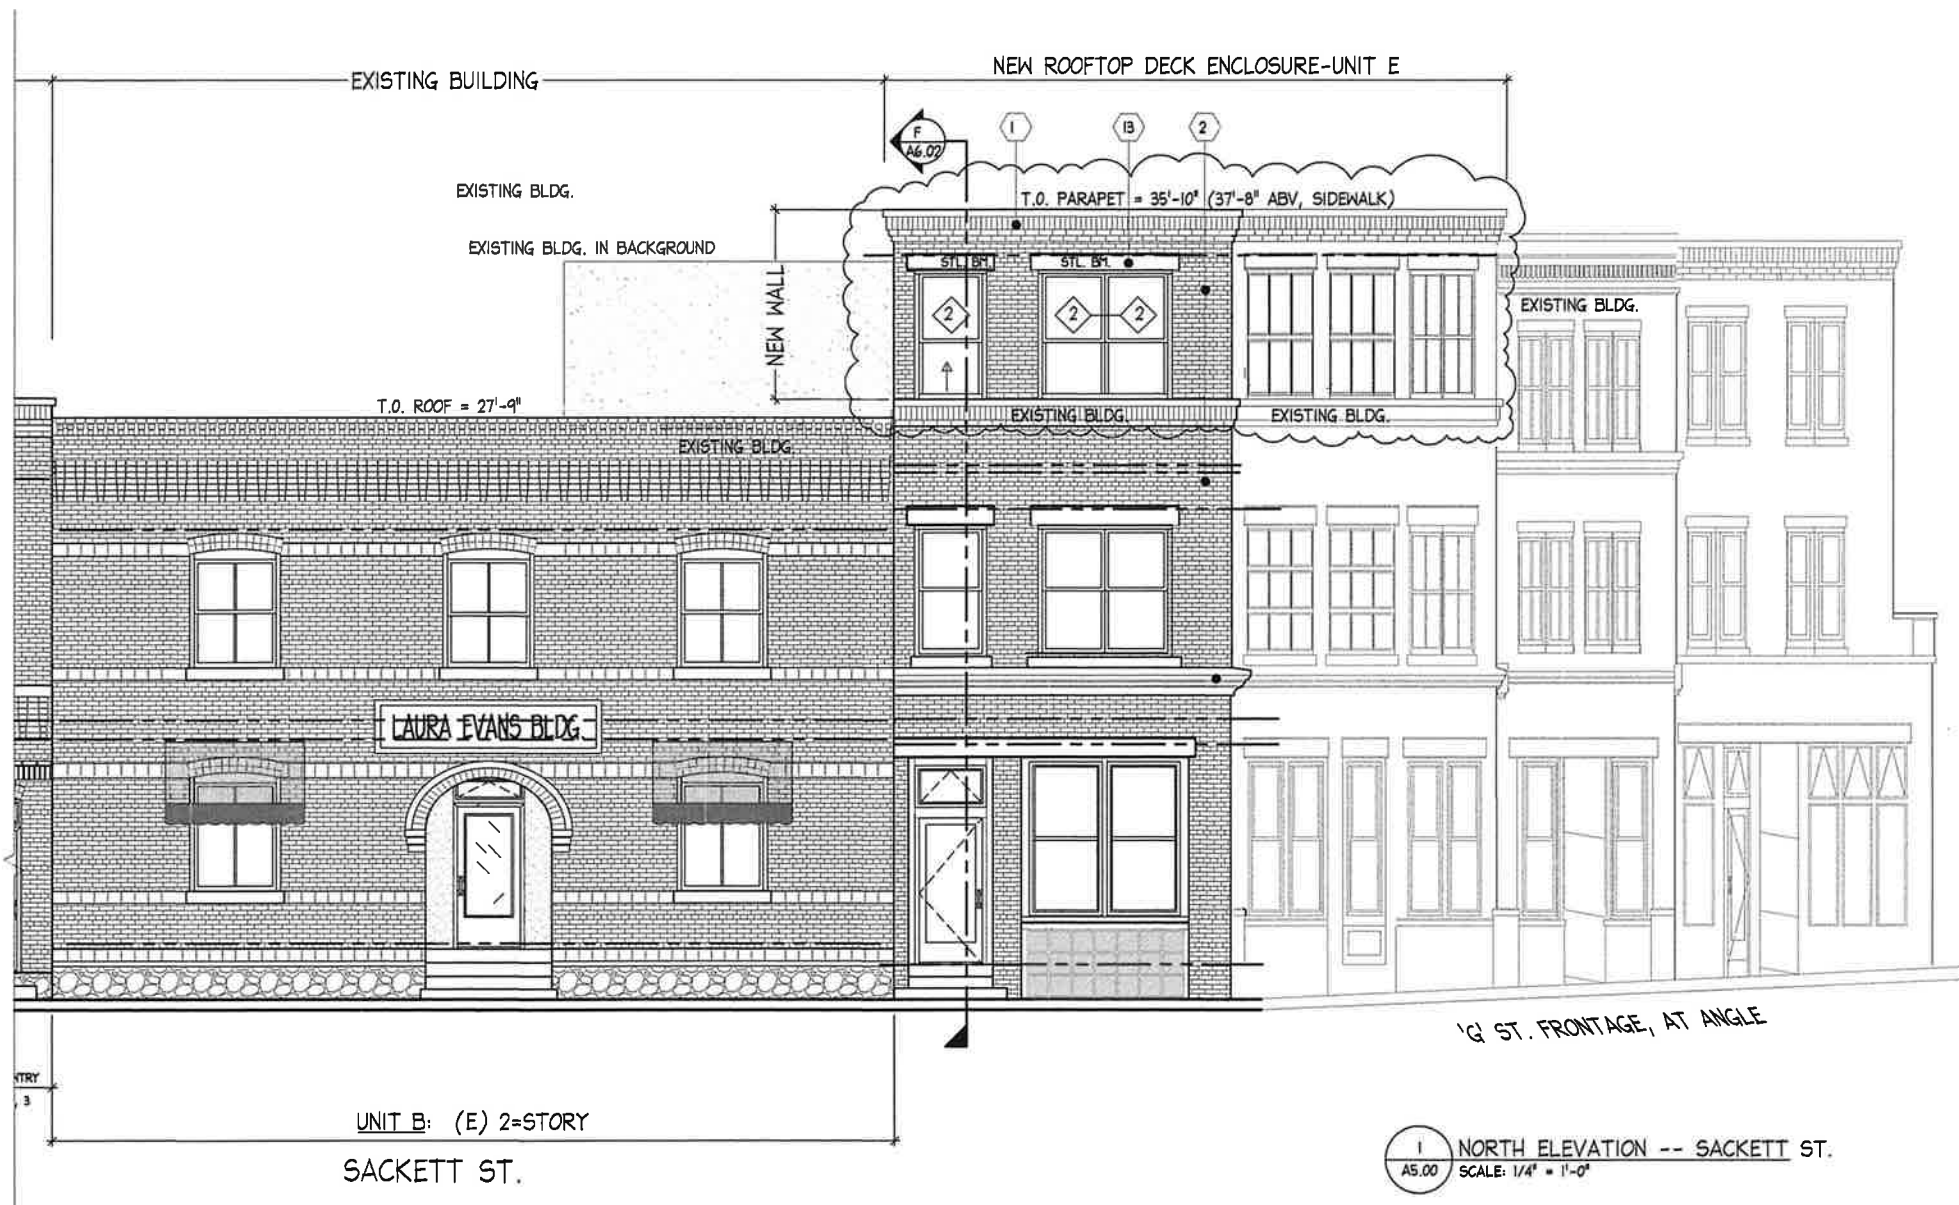 NEW ROOFTOP DECK ENCLOSURE-UNIT E
EXISTING BUILDING
1
13
2
F
A6.02
EXISTING BLDG.
T.O. PARAPET = 35'-10" (37'-8" ABV, SIDEWALK)
EXISTING BLDG. IN BACKGROUND
STL. BM.
STL. BM.
NEW WALL
EXISTING BLDG.
2
2
2
T.O. ROOF = 27'-9"
EXISTING BLDG.
EXISTING BLDG.
EXISTING BLDG.
LAURA EVANS BLDG.
'G' ST. FRONTAGE, AT ANGLE
NTRY
, 3
UNIT B: (E) 2=STORY
SACKETT ST.
1
A5.00
NORTH ELEVATION -- SACKETT ST.
SCALE: 1/4" = 1'-0"